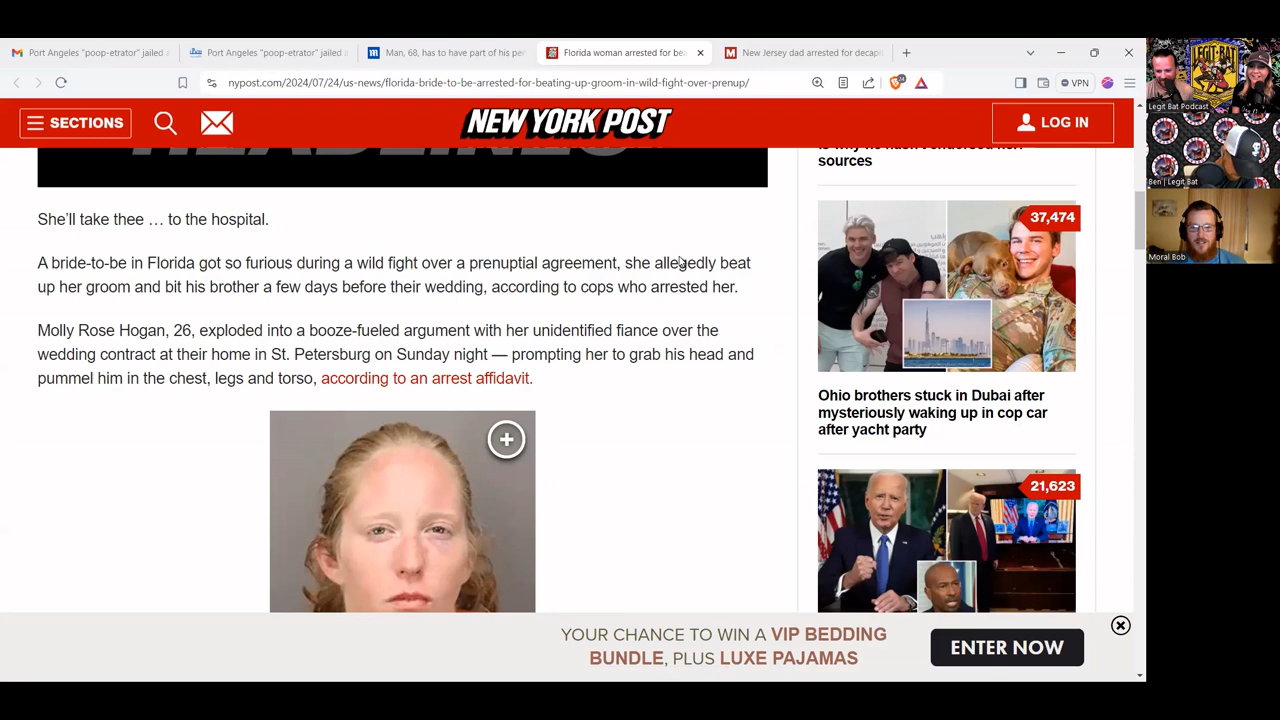 Port Angeles "poop-etrator" jailed a
Port Angeles "poop-etrator" jailed a
Man, 68, has to have part of his pen
Florida woman arrested for bea
New Jersey dad arrested for decapi
nypost.com/2024/07/24/us-news/florida-bride-to-be-arrested-for-beating-up-groom-in-wild-fight-over-prenup/
VPN
SECTIONS
NEW YORK POST
LOG IN
HEADLINES
She'll take thee … to the hospital.
A bride-to-be in Florida got so furious during a wild fight over a prenuptial agreement, she allegedly beat
up her groom and bit his brother a few days before their wedding, according to cops who arrested her.
Molly Rose Hogan, 26, exploded into a booze-fueled argument with her unidentified fiance over the
wedding contract at their home in St. Petersburg on Sunday night — prompting her to grab his head and
pummel him in the chest, legs and torso, according to an arrest affidavit.
sources
37,474
Ohio brothers stuck in Dubai after
mysteriously waking up in cop car
after yacht party
21,623
YOUR CHANCE TO WIN A VIP BEDDING
BUNDLE, PLUS LUXE PAJAMAS
ENTER NOW
LEGIT BAT
Legit Bat Podcast
Ben | Legit Bat
Moral Bob